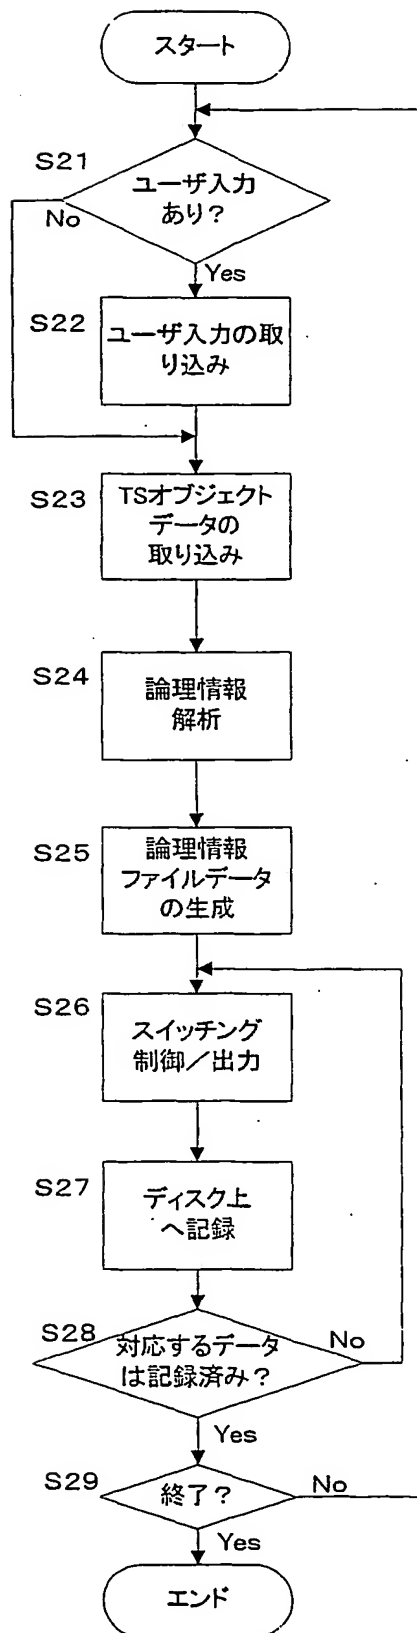 スタート
S21
ユーザ入力
あり?
No
Yes
S22
ユーザ入力の取
り込み
S23
TSオブジェクト
データの
取り込み
S24
論理情報
解析
S25
論理情報
ファイルデータ
の生成
S26
スイッチング
制御/出力
S27
ディスク上
へ記録
S28
対応するデータ
は記録済み?
No
Yes
S29
終了?
No
Yes
エンド